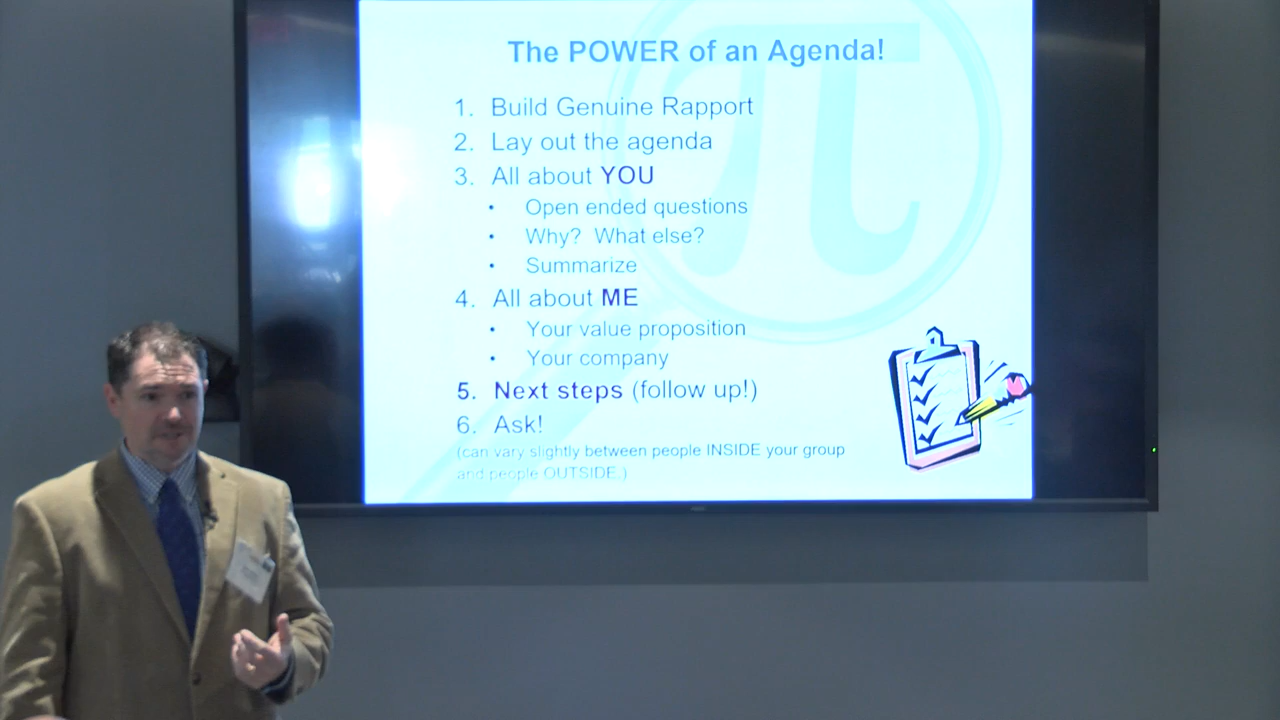 The POWER of an Agenda!
1. Build Genuine Rapport
2. Lay out the agenda
3. All about YOU
• Open ended questions
• Why? What else?
• Summarize
4. All about ME
• Your value proposition
• Your company
5. Next steps (follow up!)
6. Ask!
(can vary slightly between people INSIDE your group
and people OUTSIDE.)
π